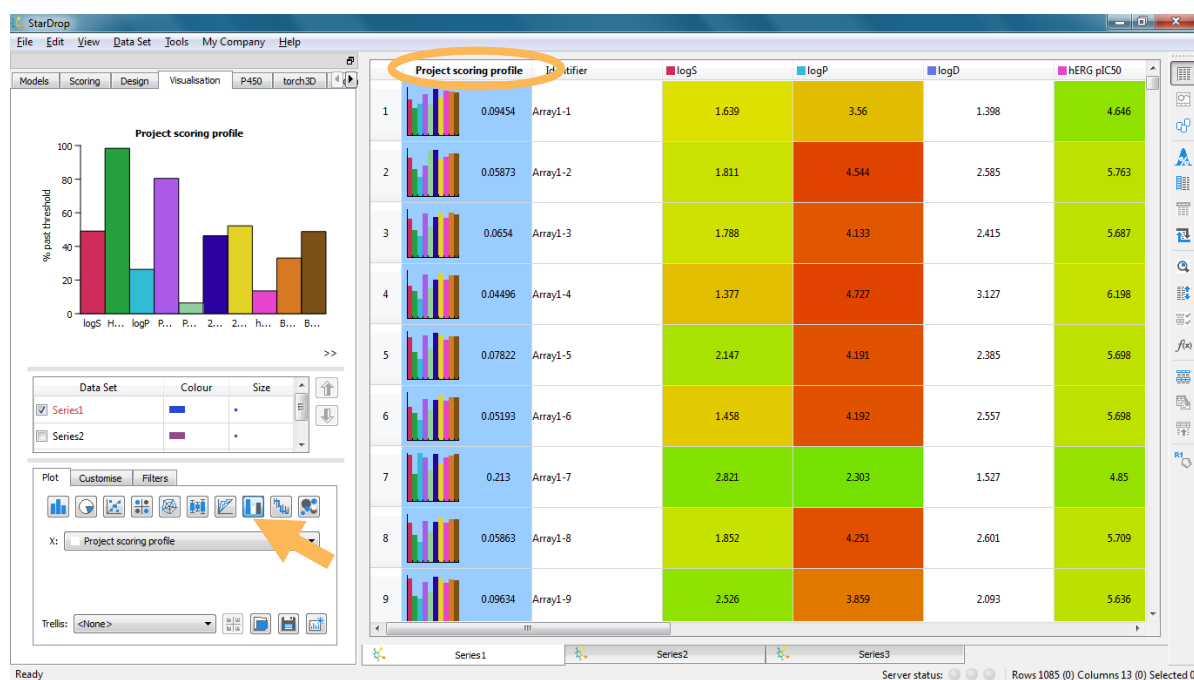 StarDrop
File Edit View Data Set Tools My Company Help
Models Scoring Design Visualisation P450 torch3D
Project scoring profile
% past threshold
100
80
60
40
20
0
logS H... logP P... P... 2... 2... h... B... B...
>>
Data Set Colour Size
Series1
Series2
Plot Customise Filters
X: Project scoring profile
Trellis: <None>
Project scoring profile Identifier logS logP logD hERG pIC50
1 0.09454 Array1-1 1.639 3.56 1.398 4.646
2 0.05873 Array1-2 1.811 4.544 2.585 5.763
3 0.0654 Array1-3 1.788 4.133 2.415 5.687
4 0.04496 Array1-4 1.377 4.727 3.127 6.198
5 0.07822 Array1-5 2.147 4.191 2.385 5.698
6 0.05193 Array1-6 1.458 4.192 2.557 5.698
7 0.213 Array1-7 2.821 2.303 1.527 4.85
8 0.05863 Array1-8 1.852 4.251 2.601 5.709
9 0.09634 Array1-9 2.526 3.859 2.093 5.636
Series1 Series2 Series3
f(x)
R1
Ready
Server status: Rows 1085 (0) Columns 13 (0) Selected 0